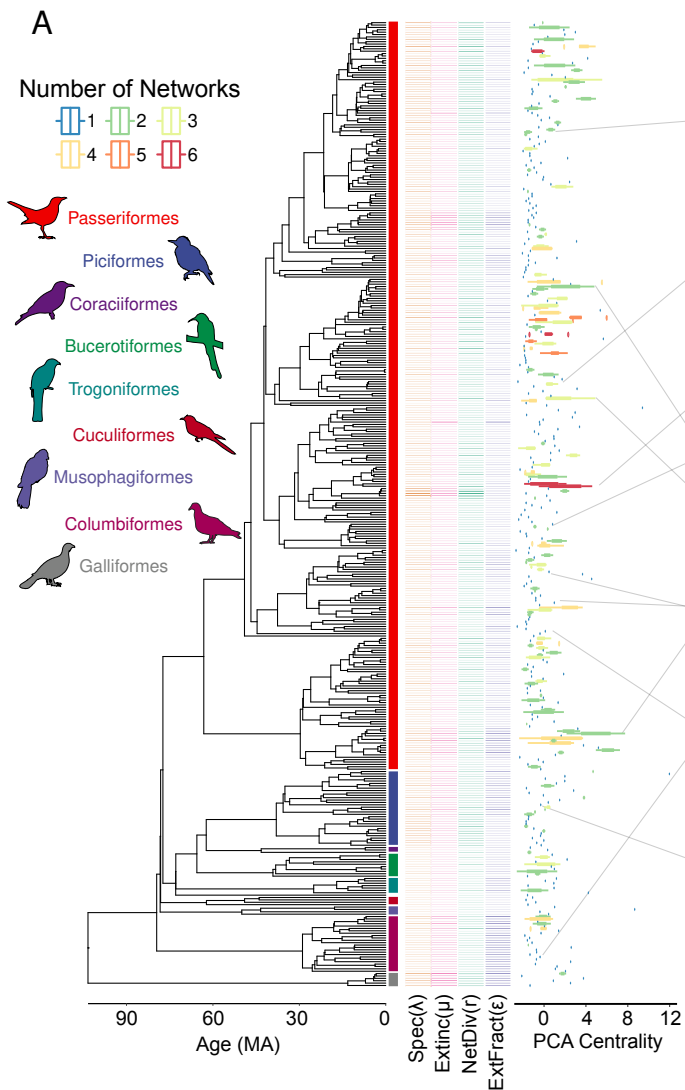 A
Number of Networks
1 2 3
4 5 6
Passeriformes
Piciformes
Coraciiformes
Bucerotiformes
Trogoniformes
Cuculiformes
Musophagiformes
Columbiformes
Galliformes
90 60 30 0
Age (MA)
Spec(λ)
Extinc(μ)
NetDiv(r)
ExtFract(ε)
0 4 8 12
PCA Centrality